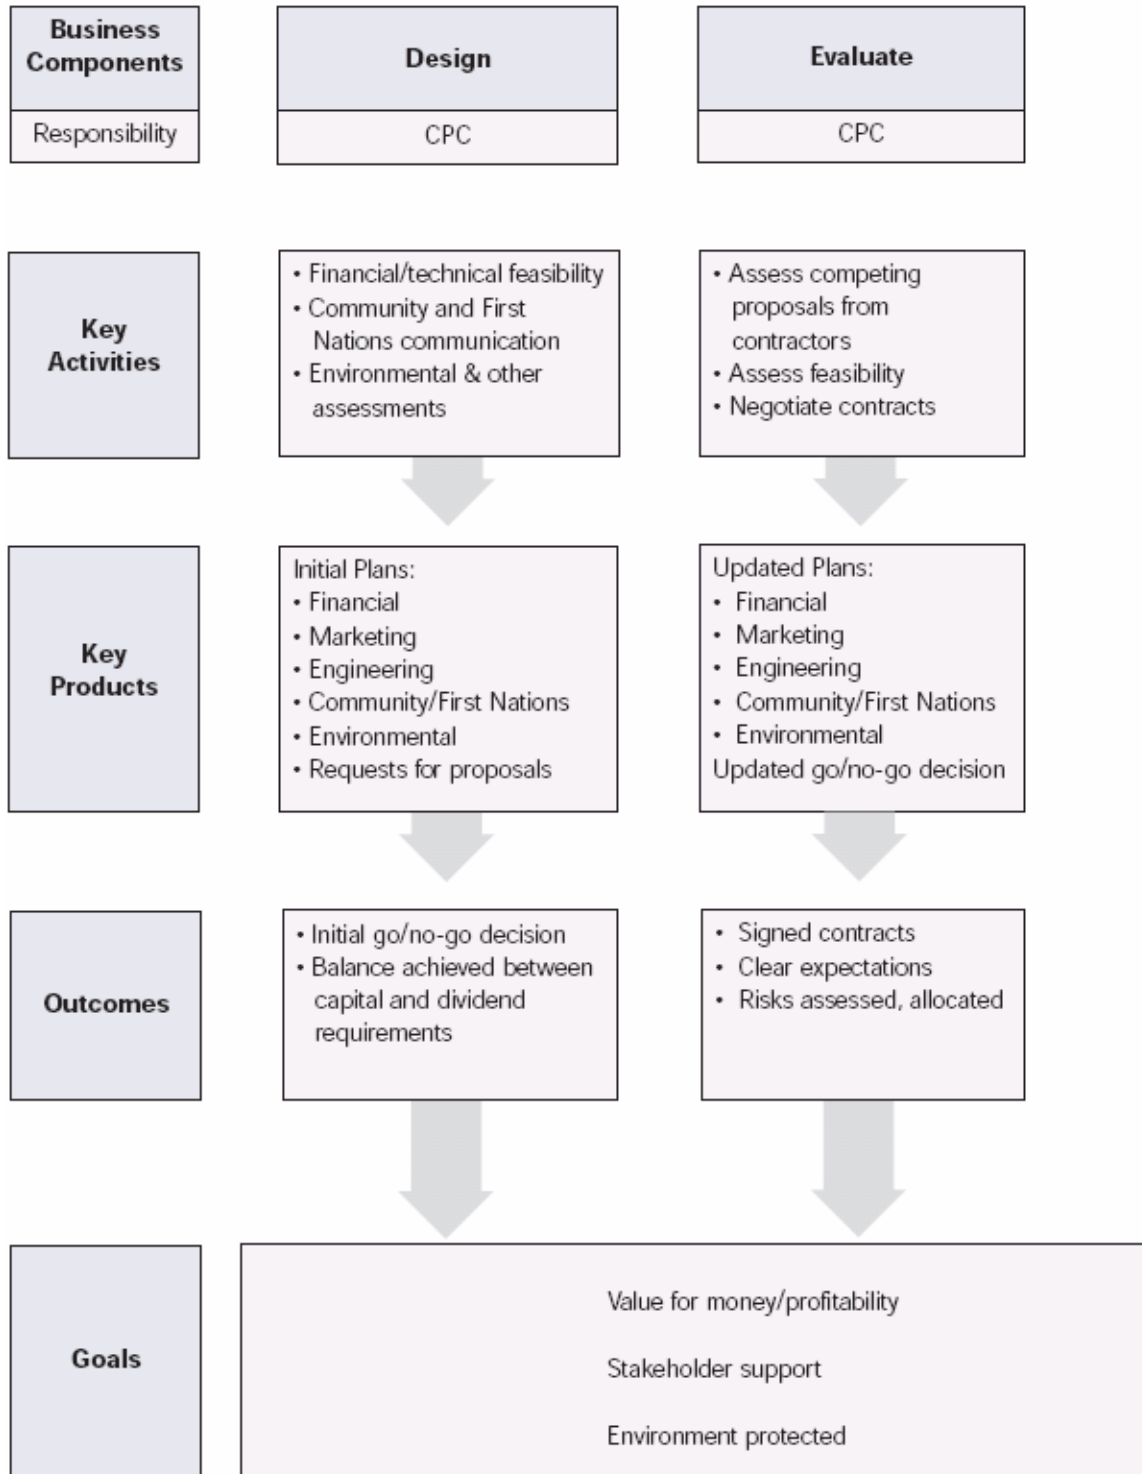 Business
Components
Design
Evaluate
Responsibility
CPC
CPC
Key
Activities
• Financial/technical feasibility
• Community and First
Nations communication
• Environmental & other
assessments
• Assess competing
proposals from
contractors
• Assess feasibility
• Negotiate contracts
Key
Products
Initial Plans:
• Financial
• Marketing
• Engineering
• Community/First Nations
• Environmental
• Requests for proposals
Updated Plans:
• Financial
• Marketing
• Engineering
• Community/First Nations
• Environmental
Updated go/no-go decision
Outcomes
• Initial go/no-go decision
• Balance achieved between
capital and dividend
requirements
• Signed contracts
• Clear expectations
• Risks assessed, allocated
Goals
Value for money/profitability
Stakeholder support
Environment protected